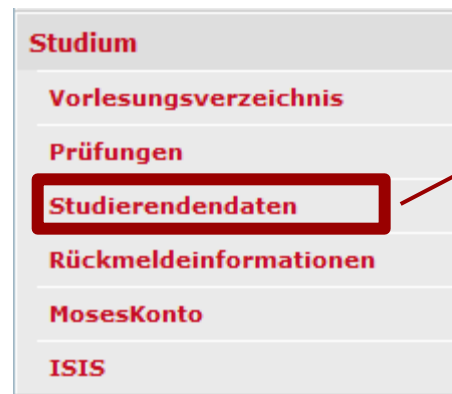 Studium
Vorlesungsverzeichnis
Prüfungen
Studierendendaten
Rückmeldeinformationen
MosesKonto
ISIS